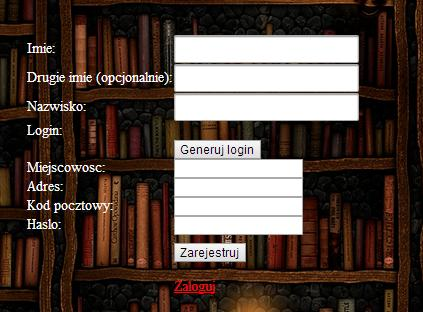 Imie:
Drugie imie (opcjonalnie):
Nazwisko:
Login:
Generuj login
Miejscowosc:
Adres:
Kod pocztowy:
Haslo:
Zarejestruj
Zaloguj